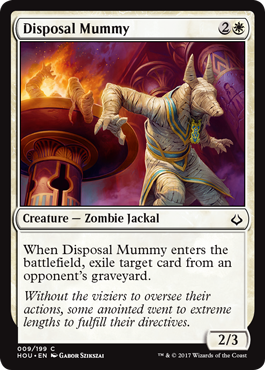 Disposal Mummy 2
Creature — Zombie Jackal
When Disposal Mummy enters the
battlefield, exile target card from an
opponent's graveyard.
Without the viziers to oversee their
actions, some anointed went to extreme
lengths to fulfill their directives.
2/3
009/199 C
HOU • EN GABOR SZIKSZAI
™ & © 2017 Wizards of the Coast